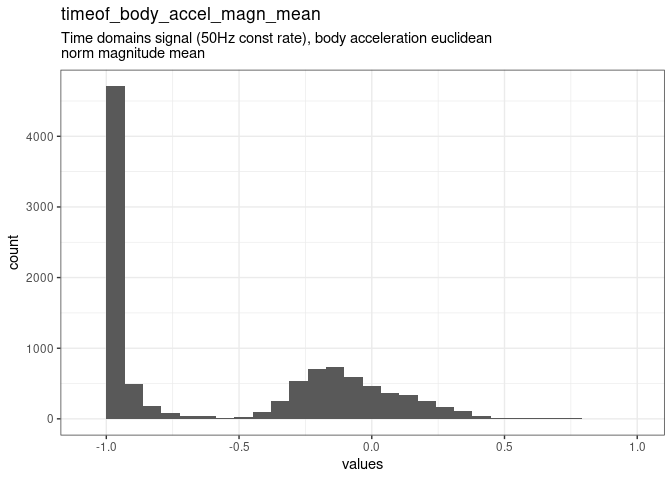 timeof_body_accel_magn_mean
Time domains signal (50Hz const rate), body acceleration euclidean
norm magnitude mean
4000
3000
2000
1000
0
count
-1.0
-0.5
0.0
0.5
1.0
values